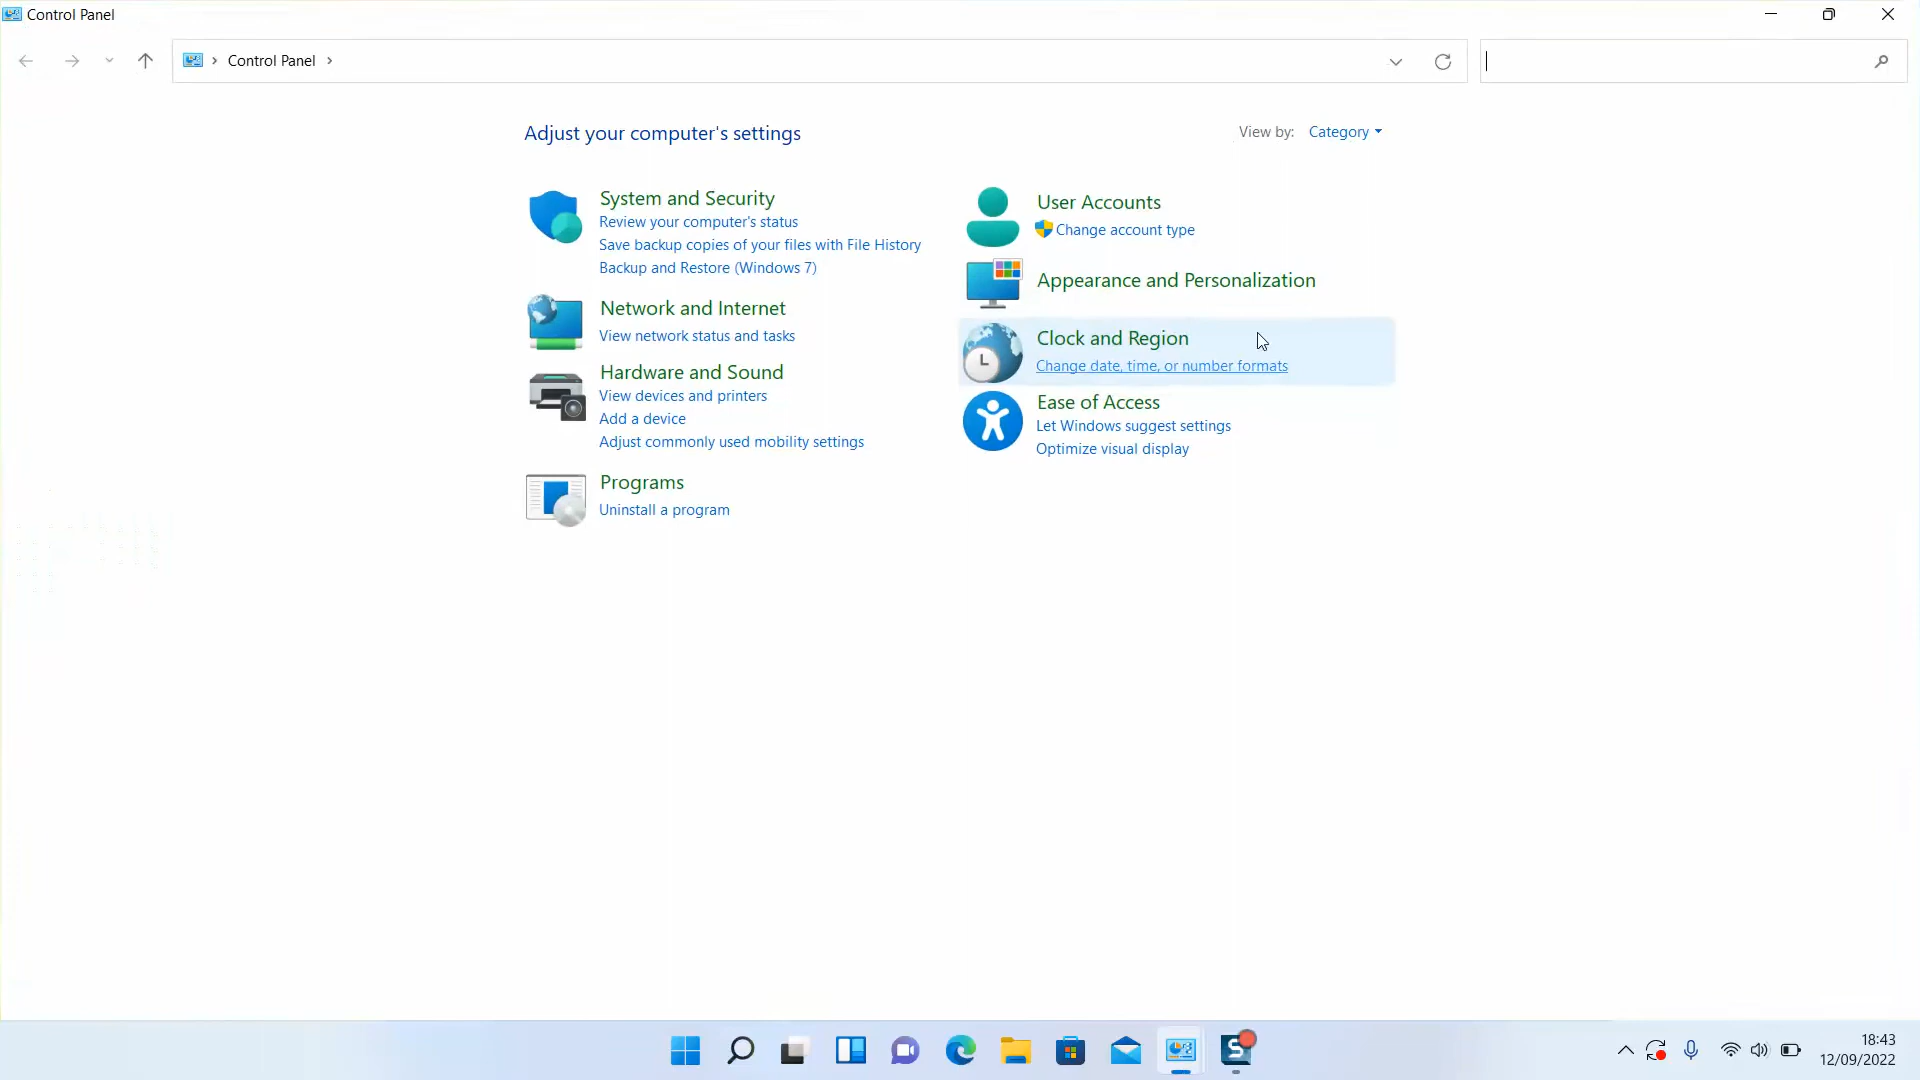 Control Panel
Control Panel
Adjust your computer's settings
View by: Category
System and Security
Review your computer's status
Save backup copies of your files with File History
Backup and Restore (Windows 7)
Network and Internet
View network status and tasks
Hardware and Sound
View devices and printers
Add a device
Adjust commonly used mobility settings
Programs
Uninstall a program
User Accounts
Change account type
Appearance and Personalization
Clock and Region
Change date, time, or number formats
Ease of Access
Let Windows suggest settings
Optimize visual display
S
18:43
12/09/2022